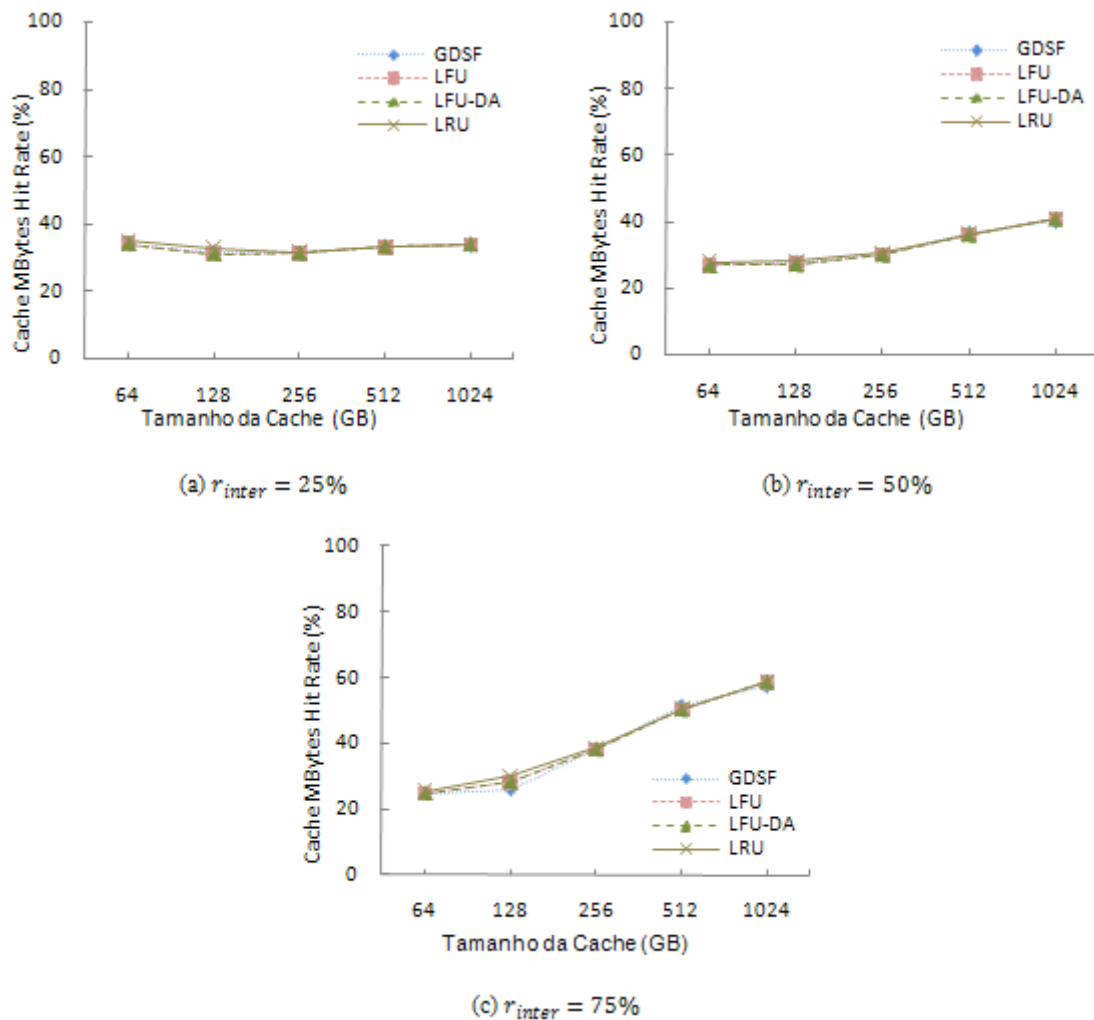 Cache MBytes Hit Rate (%)
100
80
60
40
20
0
GDSF
LFU
LFU-DA
LRU
64 128 256 512 1024
Tamanho da Cache (GB)
(a) r_inter = 25%
Cache MBytes Hit Rate (%)
100
80
60
40
20
0
GDSF
LFU
LFU-DA
LRU
64 128 256 512 1024
Tamanho da Cache (GB)
(b) r_inter = 50%
Cache MBytes Hit Rate (%)
100
80
60
40
20
0
GDSF
LFU
LFU-DA
LRU
64 128 256 512 1024
Tamanho da Cache (GB)
(c) r_inter = 75%